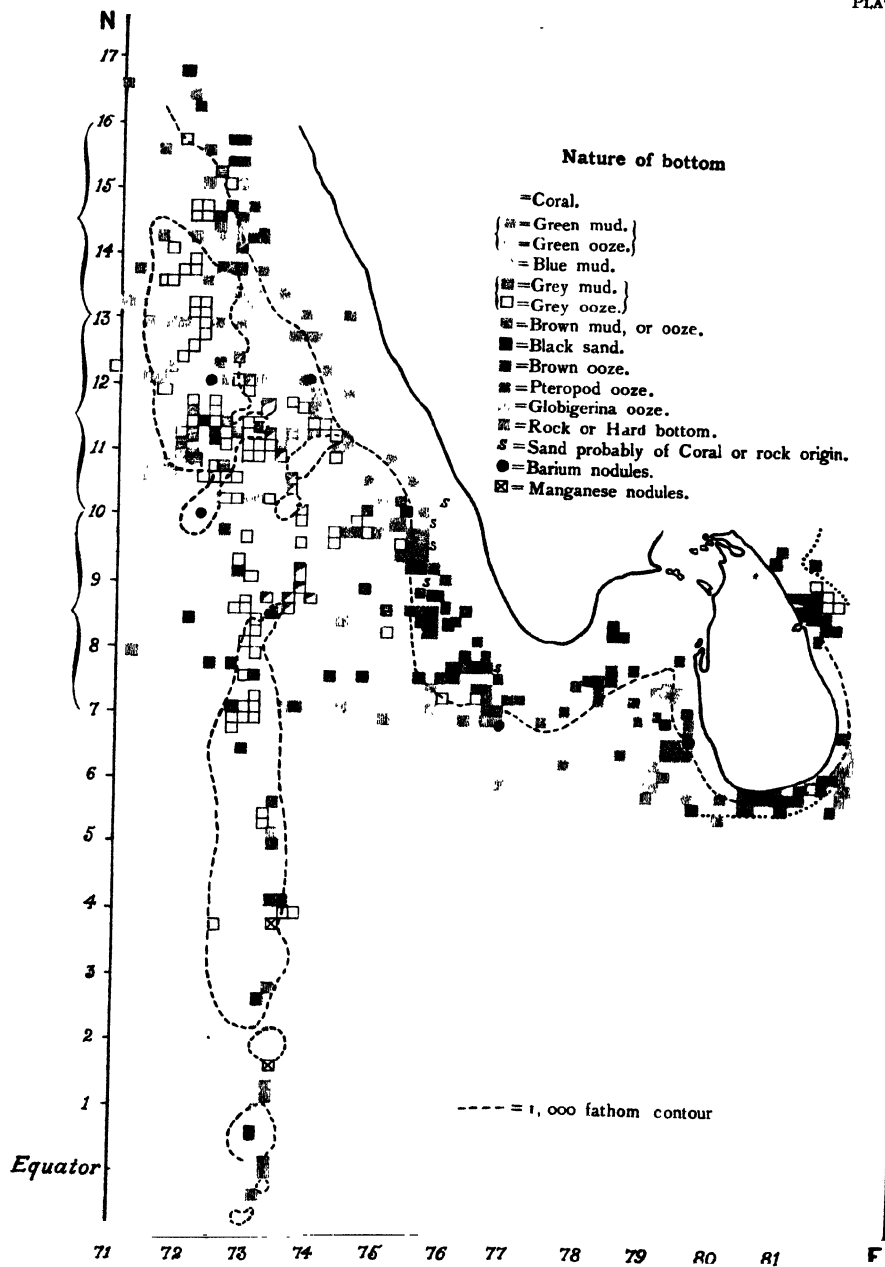 PLA
N
17
16
15
14
13
12
11
10
9
8
7
6
5
4
3
2
1
Equator
Nature of bottom
=Coral.
=Green mud.
=Green ooze.
=Blue mud.
=Grey mud.
=Grey ooze.
=Brown mud, or ooze.
=Black sand.
=Brown ooze.
=Pteropod ooze.
=Globigerina ooze.
=Rock or Hard bottom.
s =Sand probably of Coral or rock origin.
=Barium nodules.
=Manganese nodules.
s
s
s
s
s
---- = 1,000 fathom contour
71 72 73 74 75 76 77 78 79 80 81 E